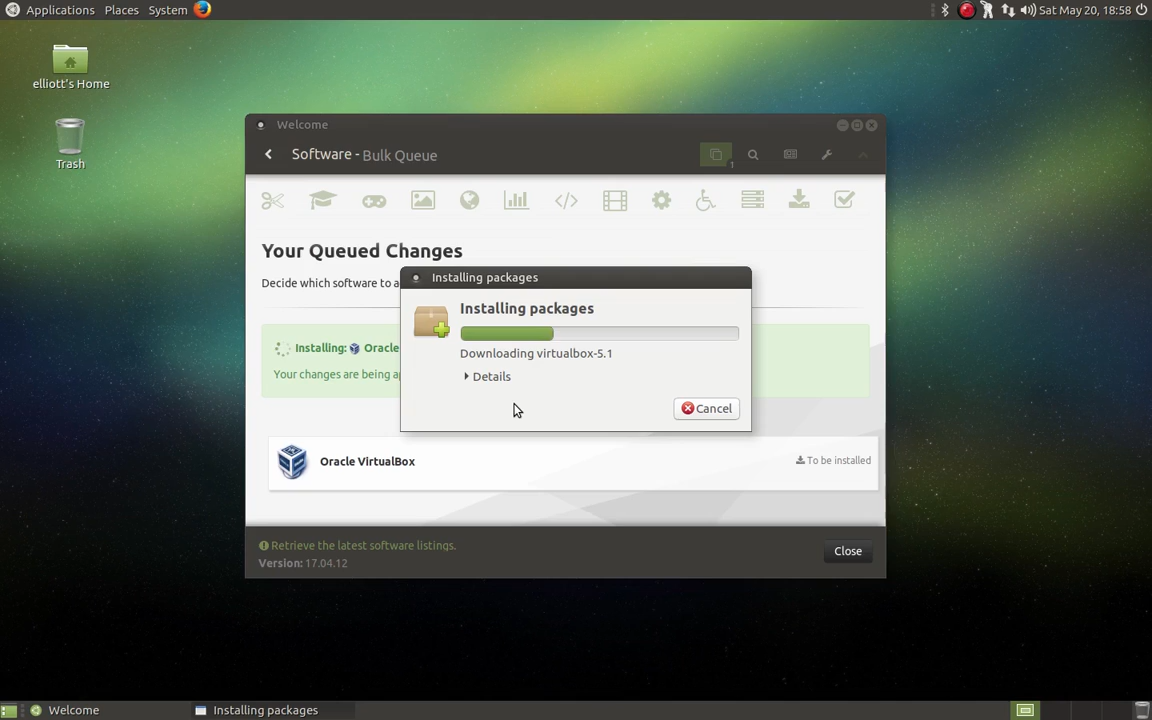 Applications Places System
Sat May 20, 18:58
elliott's Home
Trash
Welcome
Software - Bulk Queue
1
Your Queued Changes
Decide which software to a
Installing packages
Installing packages
Downloading virtualbox-5.1
Details
Cancel
Installing: Oracle
Your changes are being ap
Oracle VirtualBox
To be installed
Retrieve the latest software listings.
Version: 17.04.12
Close
Welcome
Installing packages